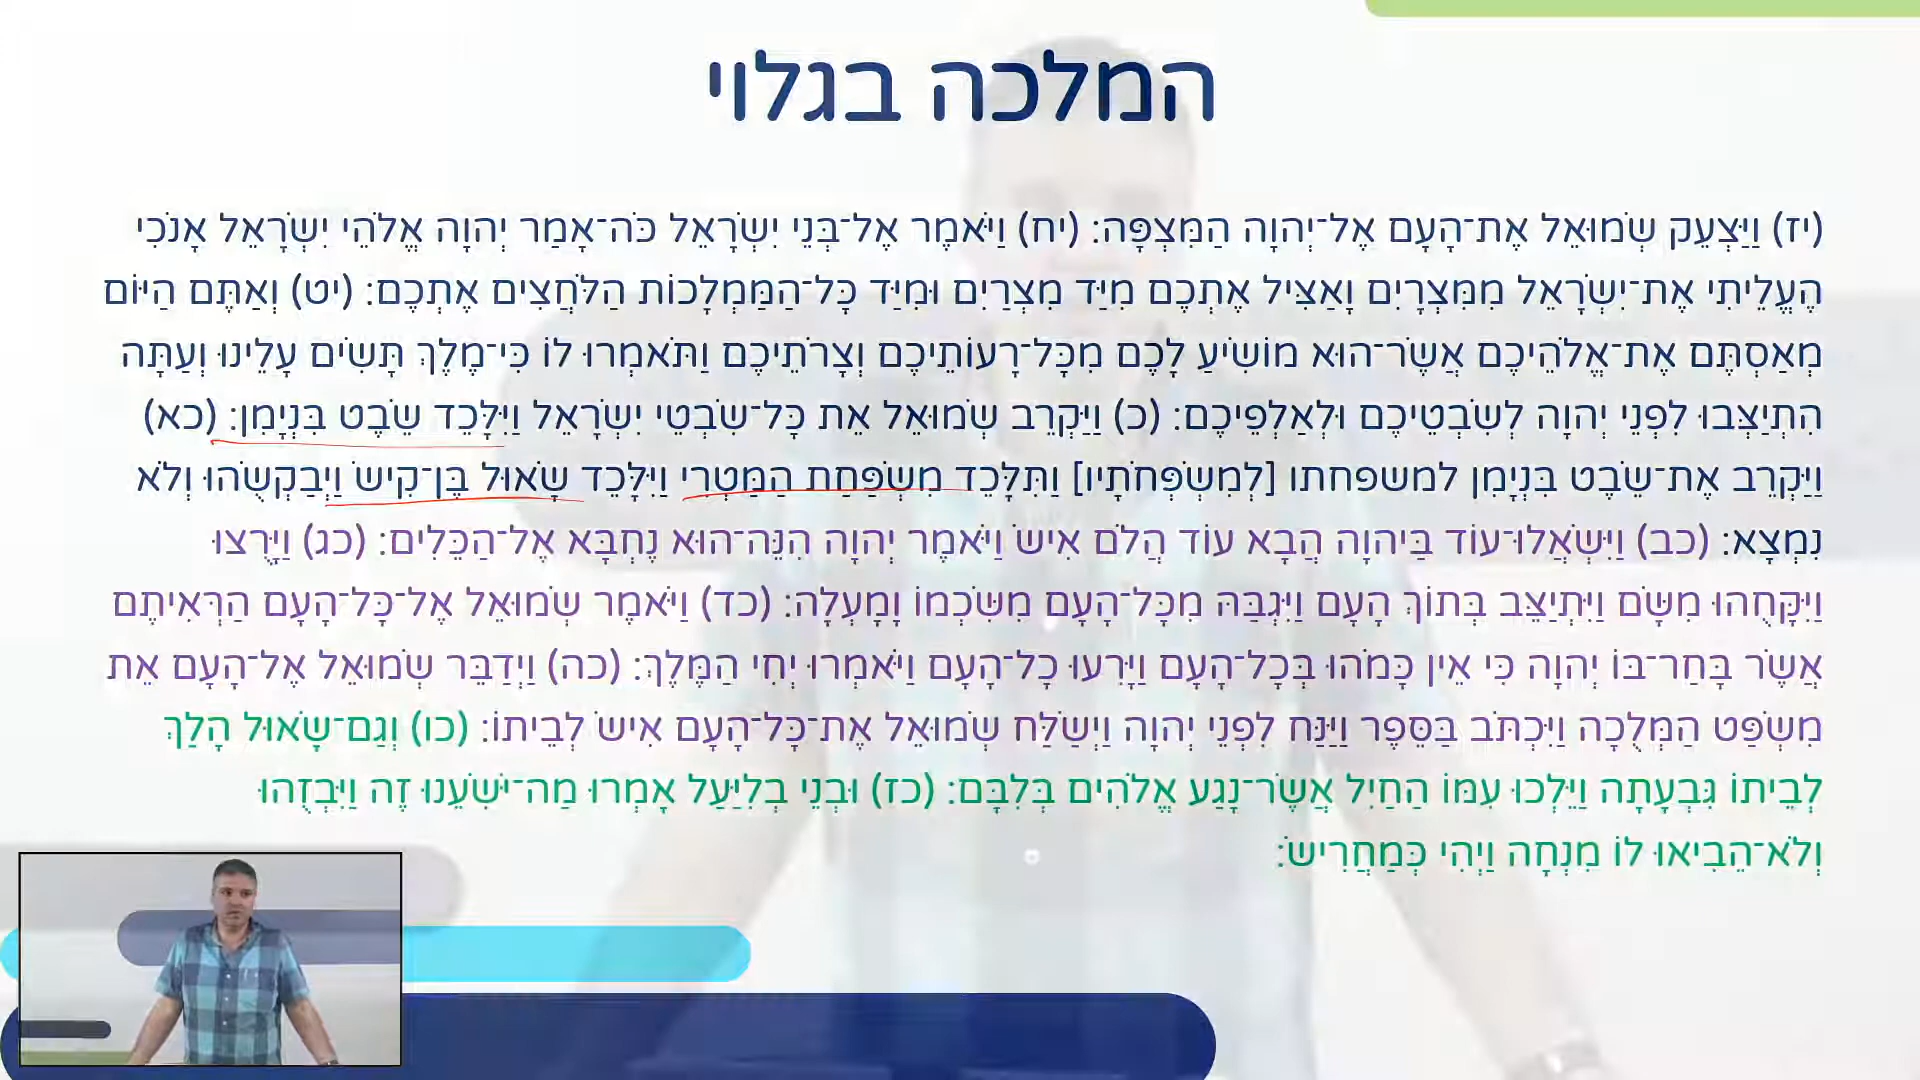 המלכה בגלוי
(יז) וַיַּצְעֵק שְׁמוּאֵל אֶת־הָעָם אֶל־יְהוָה הַמִּצְפָּה: (יח) וַיֹּאמֶר אֶל־בְּנֵי יִשְׂרָאֵל כֹּה־אָמַר יְהוָה אֱלֹהֵי יִשְׂרָאֵל אָנֹכִי
הֶעֱלֵיתִי אֶת־יִשְׂרָאֵל מִמִּצְרָיִם וָאַצִּיל אֶתְכֶם מִיַּד מִצְרַיִם וּמִיַּד כָּל־הַמַּמְלָכוֹת הַלֹּחֲצִים אֶתְכֶם: (יט) וְאַתֶּם הַיּוֹם
מְאַסְתֶּם אֶת־אֱלֹהֵיכֶם אֲשֶׁר־הוּא מוֹשִׁיעַ לָכֶם מִכָּל־רָעוֹתֵיכֶם וְצָרֹתֵיכֶם וַתֹּאמְרוּ לוֹ כִּי־מֶלֶךְ תָּשִׂים עָלֵינוּ וְעַתָּה
הִתְיַצְּבוּ לִפְנֵי יְהוָה לְשִׁבְטֵיכֶם וּלְאַלְפֵיכֶם: (כ) וַיַּקְרֵב שְׁמוּאֵל אֵת כָּל־שִׁבְטֵי יִשְׂרָאֵל וַיִּלָּכֵד שֵׁבֶט בִּנְיָמִן: (כא)
וַיַּקְרֵב אֶת־שֵׁבֶט בִּנְיָמִן למשפחתו [לְמִשְׁפְּחֹתָיו] וַתִּלָּכֵד מִשְׁפַּחַת הַמַּטְרִי וַיִּלָּכֵד שָׁאוּל בֶּן־קִישׁ וַיְבַקְשֻׁהוּ וְלֹא
נִמְצָא: (כב) וַיִּשְׁאֲלוּ־עוֹד בַּיהוָה הֲבָא עוֹד הֲלֹם אִישׁ וַיֹּאמֶר יְהוָה הִנֵּה־הוּא נֶחְבָּא אֶל־הַכֵּלִים: (כג) וַיָּרֻצוּ
וַיִּקָּחֻהוּ מִשָּׁם וַיִּתְיַצֵּב בְּתוֹךְ הָעָם וַיִּגְבַּהּ מִכָּל־הָעָם מִשִּׁכְמוֹ וָמָעְלָה: (כד) וַיֹּאמֶר שְׁמוּאֵל אֶל־כָּל־הָעָם הַרְּאִיתֶם
אֲשֶׁר בָּחַר־בּוֹ יְהוָה כִּי אֵין כָּמֹהוּ בְּכָל־הָעָם וַיָּרִעוּ כָל־הָעָם וַיֹּאמְרוּ יְחִי הַמֶּלֶךְ: (כה) וַיְדַבֵּר שְׁמוּאֵל אֶל־הָעָם אֵת
מִשְׁפַּט הַמְּלֻכָה וַיִּכְתֹּב בַּסֵּפֶר וַיַּנַּח לִפְנֵי יְהוָה וַיְשַׁלַּח שְׁמוּאֵל אֶת־כָּל־הָעָם אִישׁ לְבֵיתוֹ: (כו) וְגַם־שָׁאוּל הָלַךְ
לְבֵיתוֹ גִּבְעָתָה וַיֵּלְכוּ עִמּוֹ הַחַיִל אֲשֶׁר־נָגַע אֱלֹהִים בְּלִבָּם: (כז) וּבְנֵי בְלִיַּעַל אָמְרוּ מַה־יֹּשִׁעֵנוּ זֶה וַיִּבְזֻהוּ
וְלֹא־הֵבִיאוּ לוֹ מִנְחָה וַיְהִי כְּמַחֲרִישׁ: